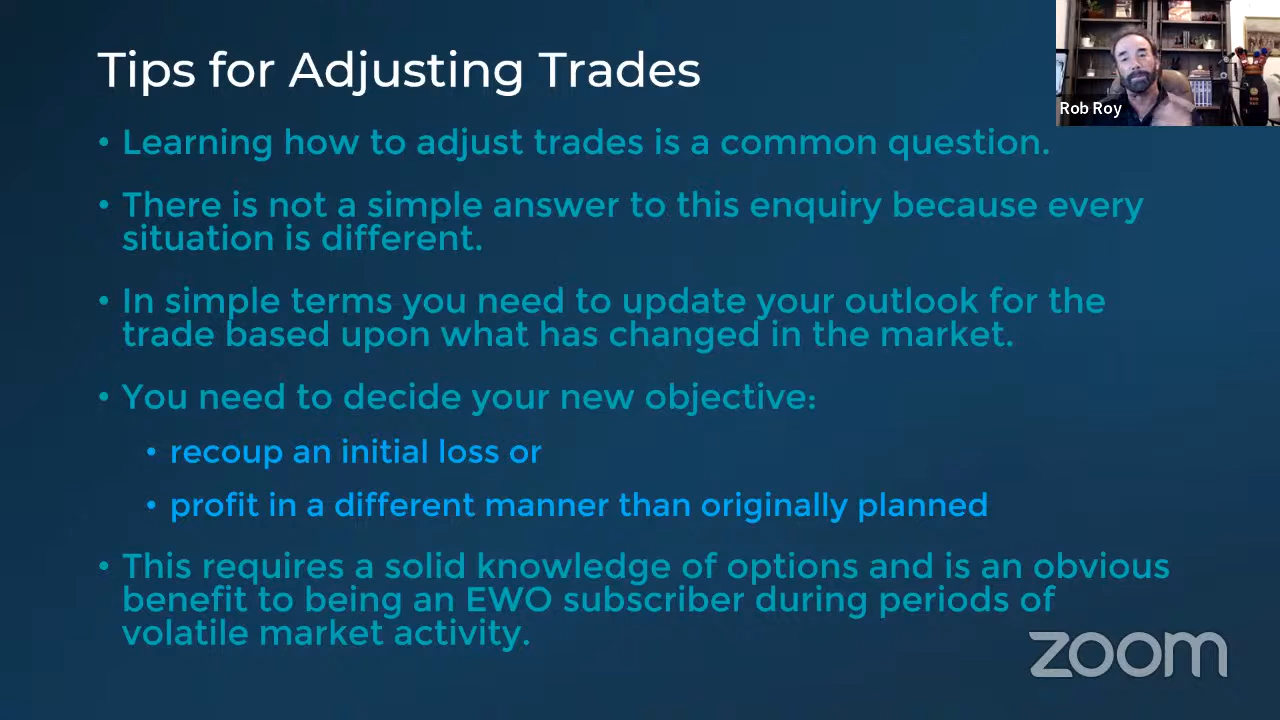 Tips for Adjusting Trades
Rob Roy
• Learning how to adjust trades is a common question.
• There is not a simple answer to this enquiry because every
situation is different.
• In simple terms you need to update your outlook for the
trade based upon what has changed in the market.
• You need to decide your new objective:
• recoup an initial loss or
• profit in a different manner than originally planned
• This requires a solid knowledge of options and is an obvious
benefit to being an EWO subscriber during periods of
volatile market activity.
zoom